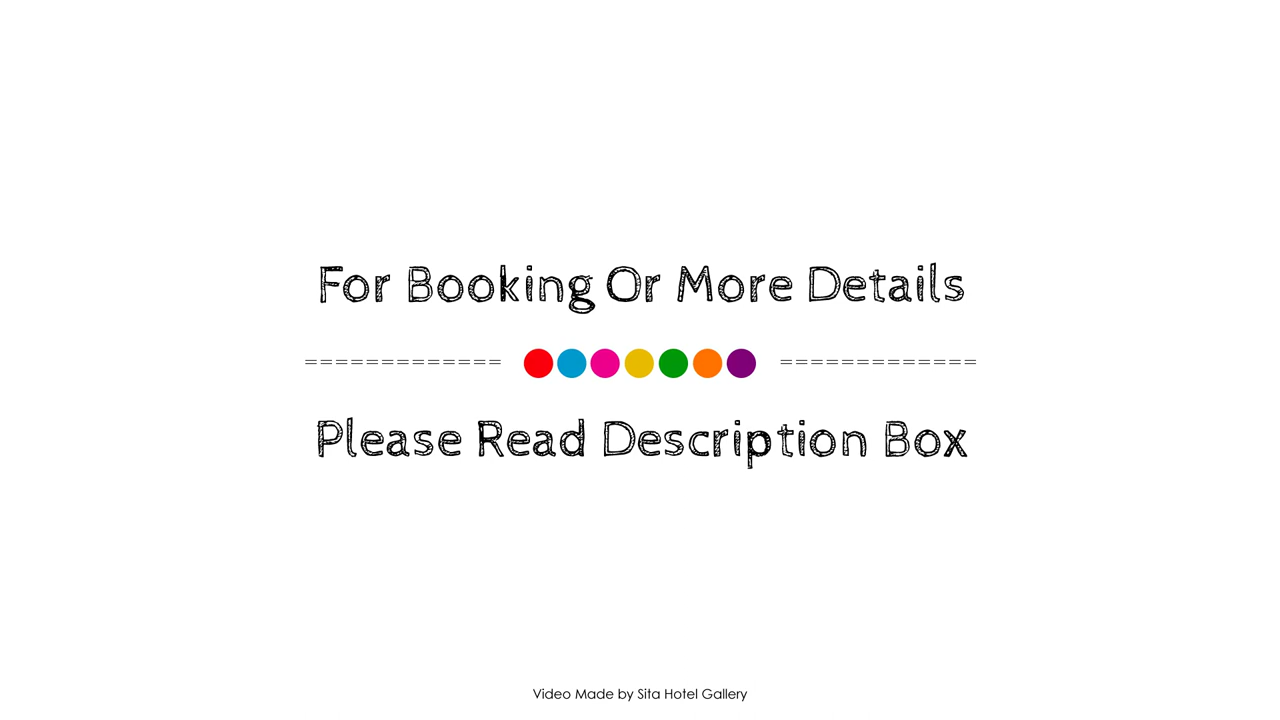 For Booking Or More Details
============= =============
Please Read Description Box
Video Made by Sita Hotel Gallery